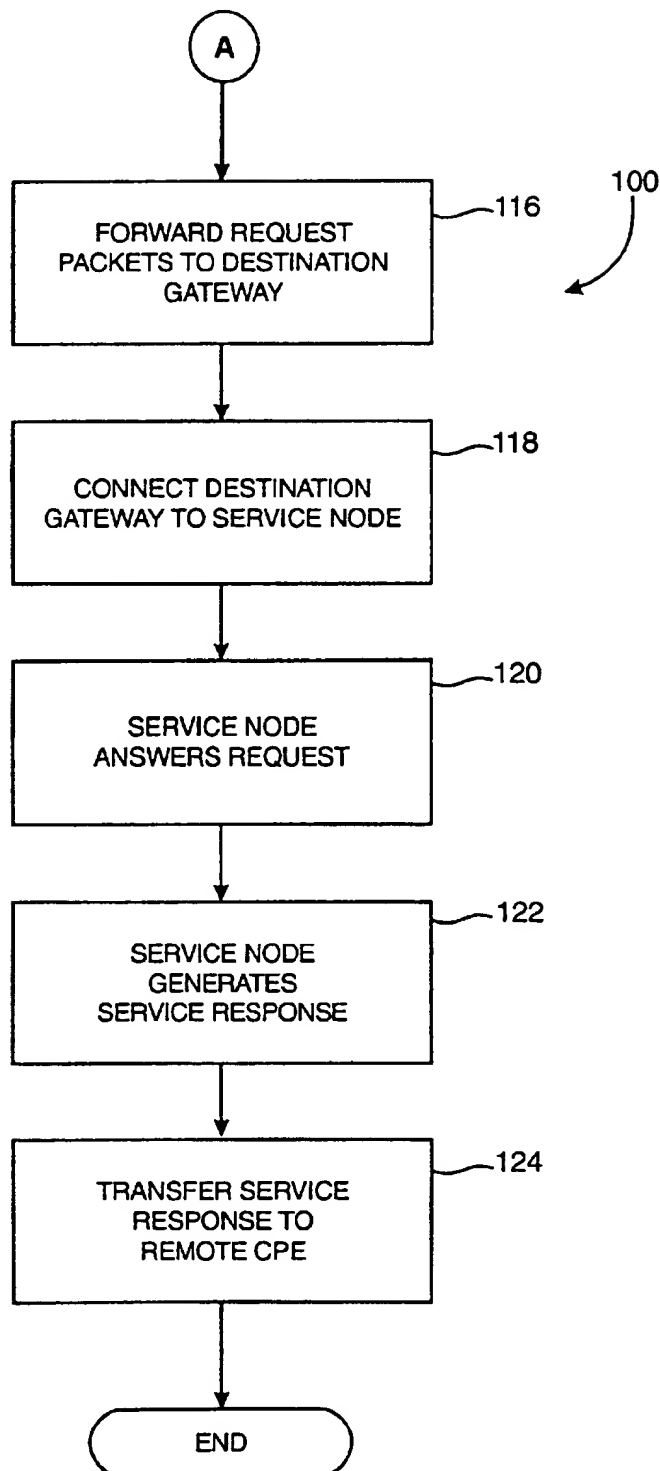 A
100
116
FORWARD REQUEST
PACKETS TO DESTINATION
GATEWAY
118
CONNECT DESTINATION
GATEWAY TO SERVICE NODE
120
SERVICE NODE
ANSWERS REQUEST
122
SERVICE NODE
GENERATES
SERVICE RESPONSE
124
TRANSFER SERVICE
RESPONSE TO
REMOTE CPE
END